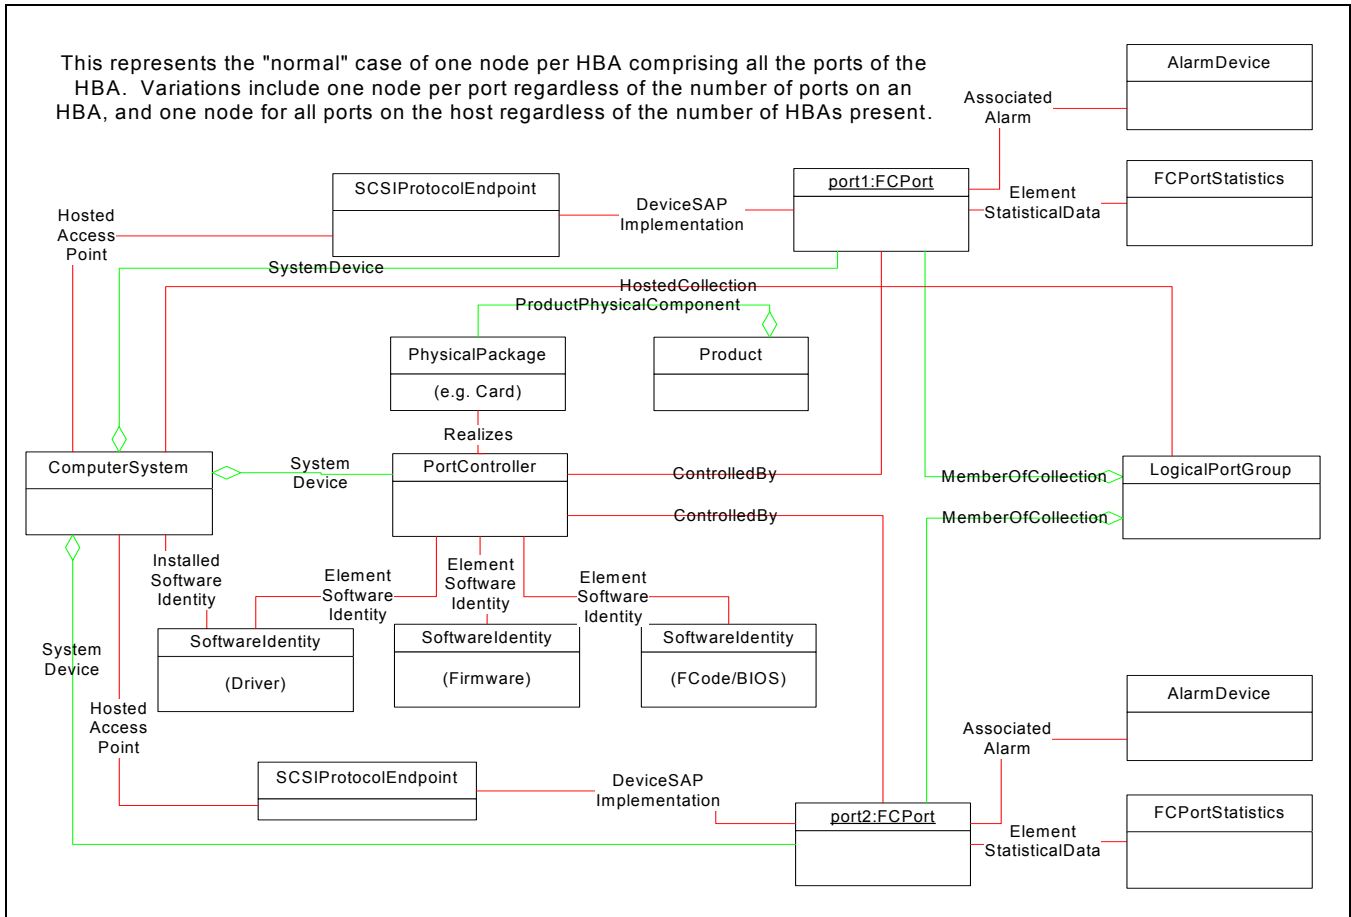 This represents the "normal" case of one node per HBA comprising all the ports of the
HBA.  Variations include one node per port regardless of the number of ports on an
HBA, and one node for all ports on the host regardless of the number of HBAs present.
AlarmDevice
Associated
Alarm
SCSIProtocolEndpoint
port1:FCPort
FCPortStatistics
Hosted
Access
Point
DeviceSAP
Implementation
Element
StatisticalData
SystemDevice
HostedCollection
ProductPhysicalComponent
PhysicalPackage
(e.g. Card)
Product
Realizes
ComputerSystem
System
Device
PortController
ControlledBy
MemberOfCollection
LogicalPortGroup
ControlledBy
MemberOfCollection
Installed
Software
Identity
Element
Software
Identity
Element
Software
Identity
Element
Software
Identity
SoftwareIdentity
(Driver)
SoftwareIdentity
(Firmware)
SoftwareIdentity
(FCode/BIOS)
System
Device
Hosted
Access
Point
AlarmDevice
Associated
Alarm
SCSIProtocolEndpoint
DeviceSAP
Implementation
port2:FCPort
Element
StatisticalData
FCPortStatistics